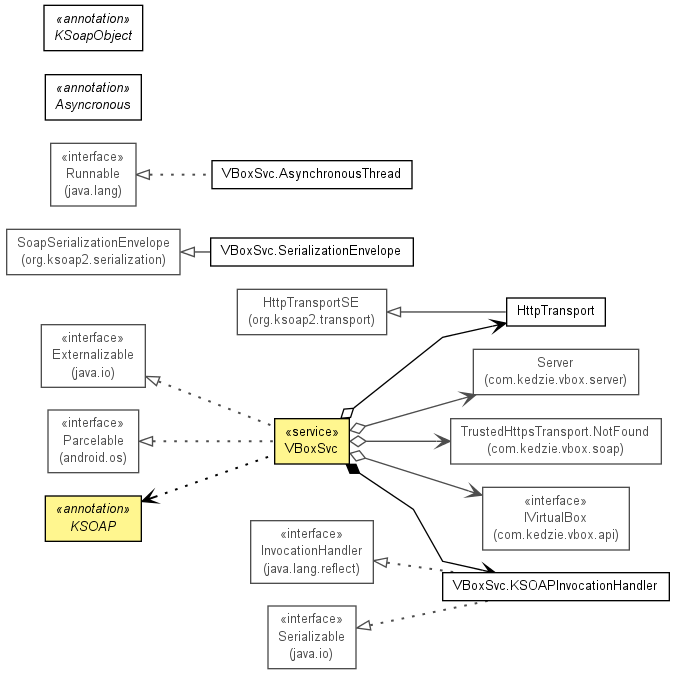 «annotation»
KSoapObject
«annotation»
Asyncronous
«interface»
Runnable
(java.lang)
VBoxSvc.AsynchronousThread
SoapSerializationEnvelope
(org.ksoap2.serialization)
VBoxSvc.SerializationEnvelope
HttpTransportSE
(org.ksoap2.transport)
HttpTransport
«interface»
Externalizable
(java.io)
Server
(com.kedzie.vbox.server)
«interface»
Parcelable
(android.os)
«service»
VBoxSvc
TrustedHttpsTransport.NotFound
(com.kedzie.vbox.soap)
«annotation»
KSOAP
«interface»
IVirtualBox
(com.kedzie.vbox.api)
«interface»
InvocationHandler
(java.lang.reflect)
VBoxSvc.KSOAPInvocationHandler
«interface»
Serializable
(java.io)